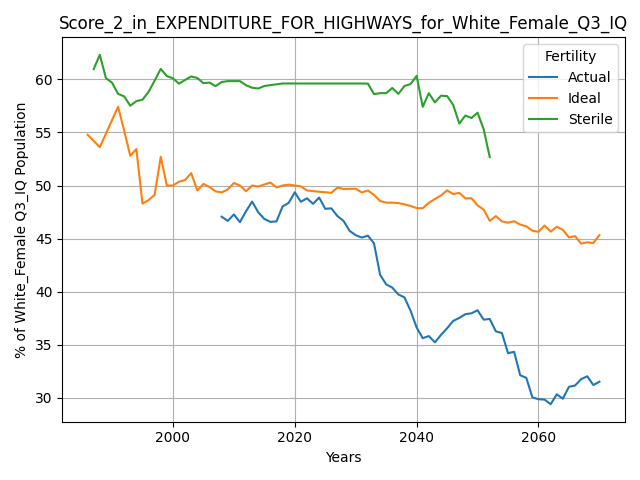 Score_2_in_EXPENDITURE_FOR_HIGHWAYS_for_White_Female_Q3_IQ
Fertility
Actual
Ideal
Sterile
% of White_Female Q3_IQ Population
60
55
50
45
40
35
30
2000
2020
2040
2060
Years